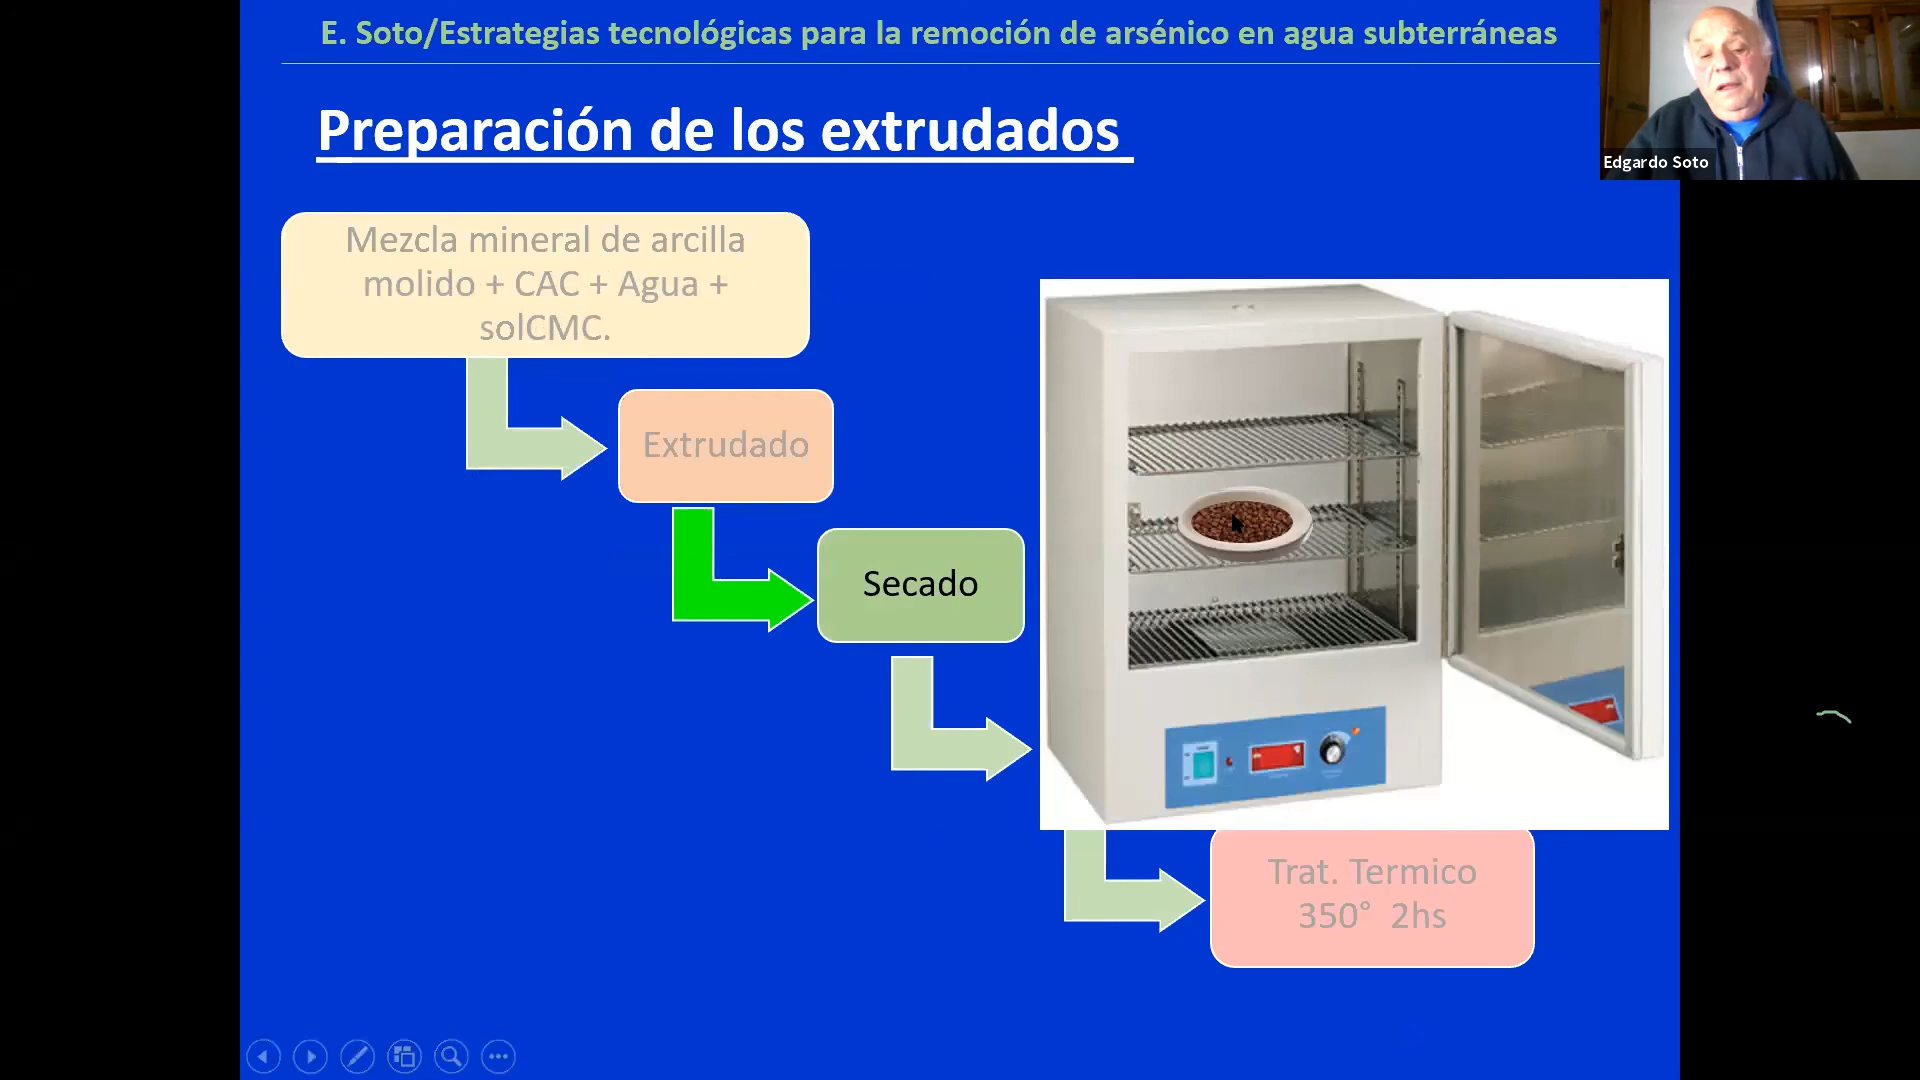 E. Soto/Estrategias tecnológicas para la remoción de arsénico en agua subterráneas
Edgardo Soto
Preparación de los extrudados
Mezcla mineral de arcilla
molido + CAC + Agua +
solCMC.
Extrudado
Secado
Trat. Termico
350° 2hs